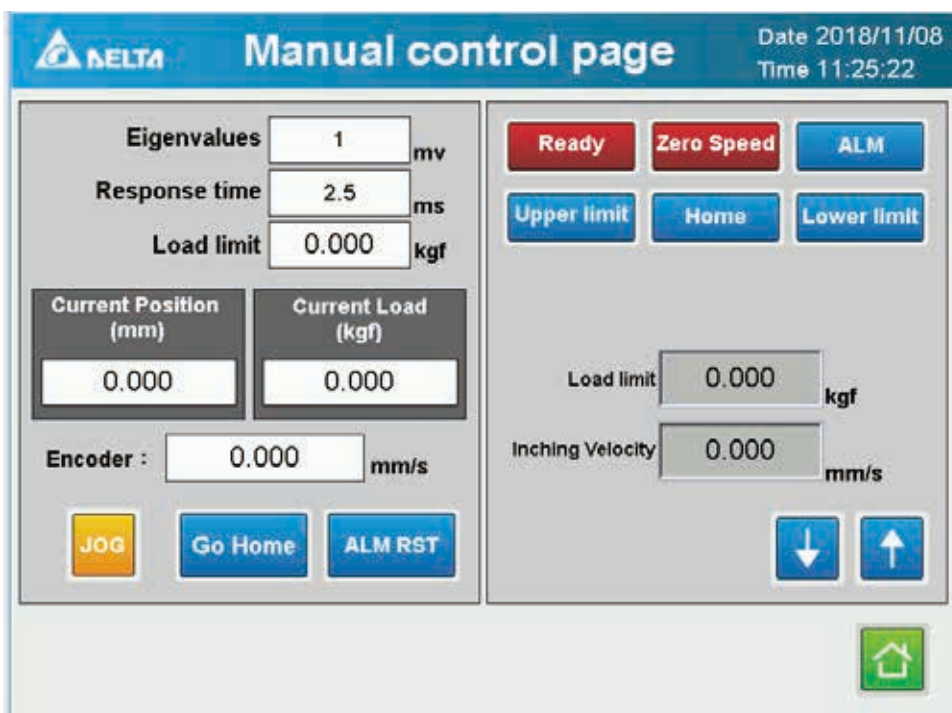 DELTA
Manual control page
Date 2018/11/08
Time 11:25:22
Eigenvalues 1 mv
Response time 2.5 ms
Load limit 0.000 kgf
Current Position
(mm)
0.000
Current Load
(kgf)
0.000
Encoder : 0.000 mm/s
JOG Go Home ALM RST
Ready Zero Speed ALM
Upper limit Home Lower limit
Load limit 0.000 kgf
Inching Velocity 0.000 mm/s